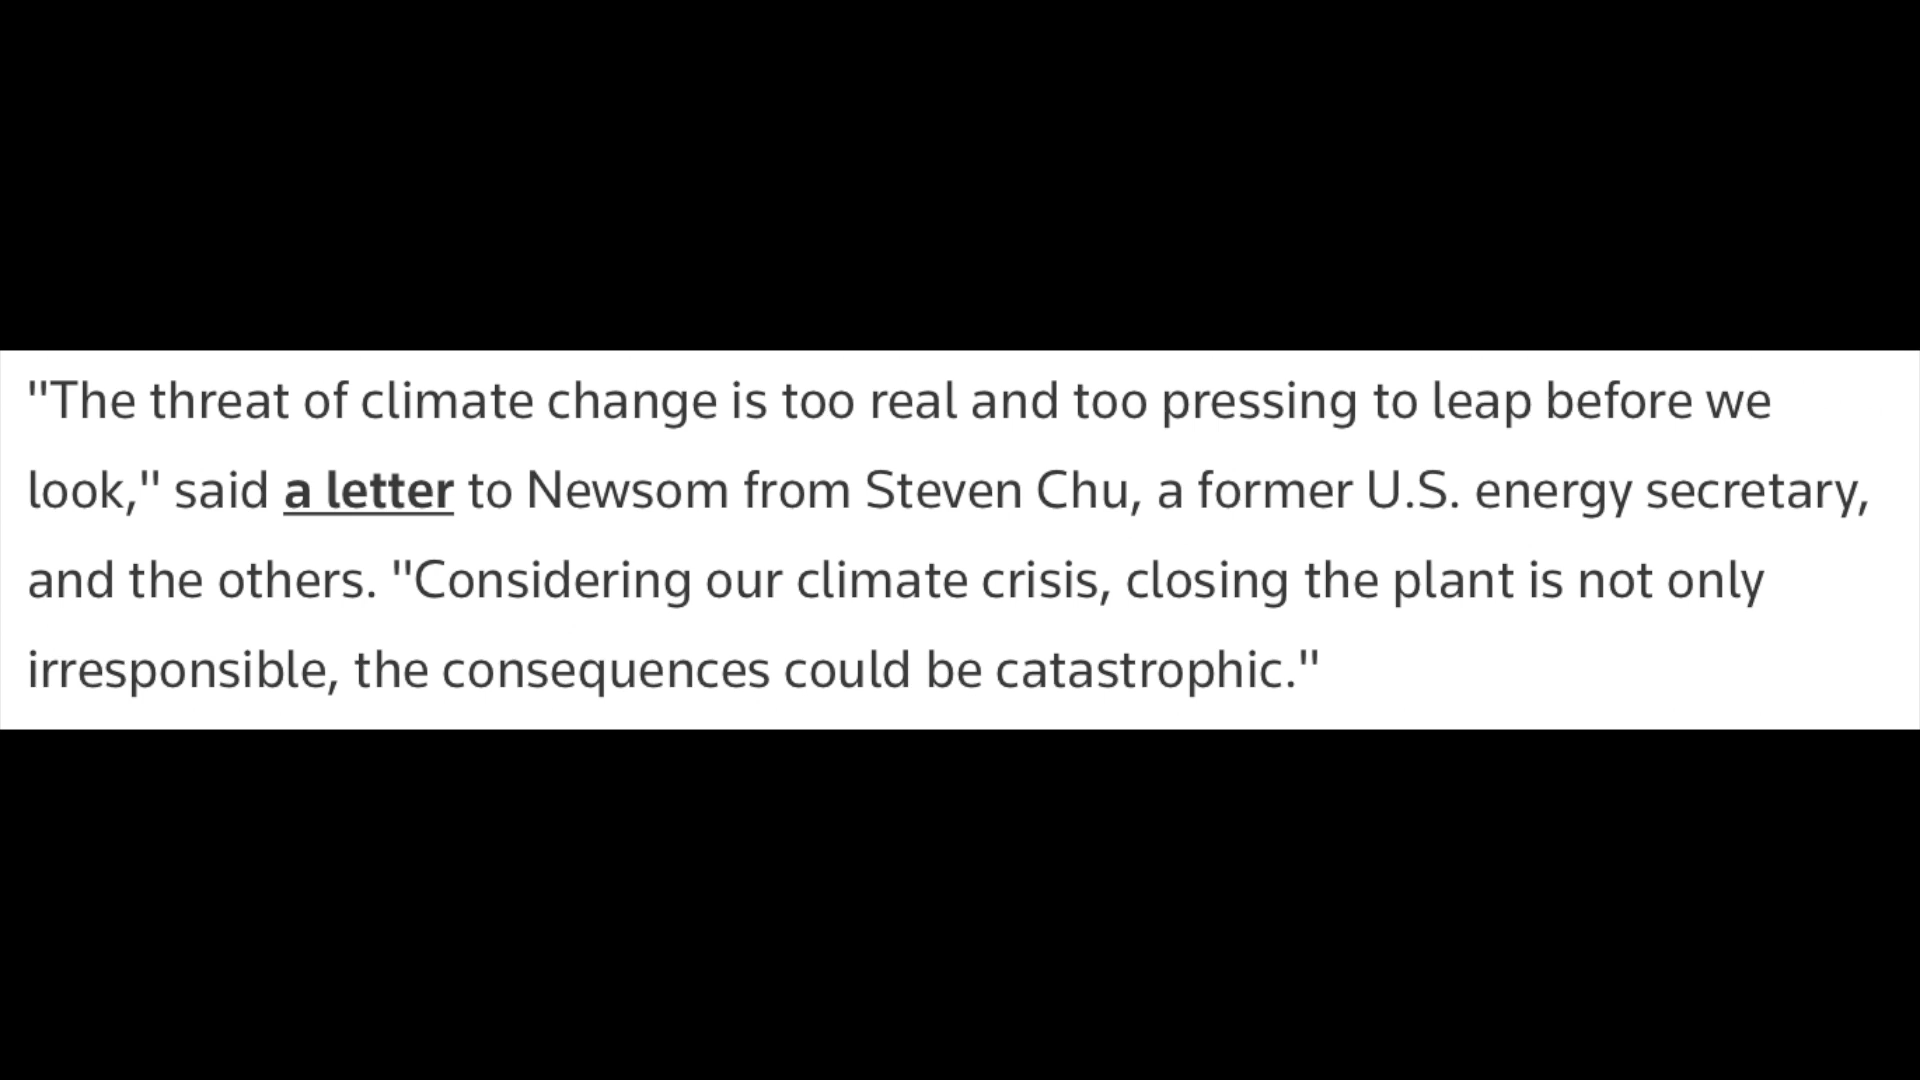 "The threat of climate change is too real and too pressing to leap before we
look," said a letter to Newsom from Steven Chu, a former U.S. energy secretary,
and the others. "Considering our climate crisis, closing the plant is not only
irresponsible, the consequences could be catastrophic."